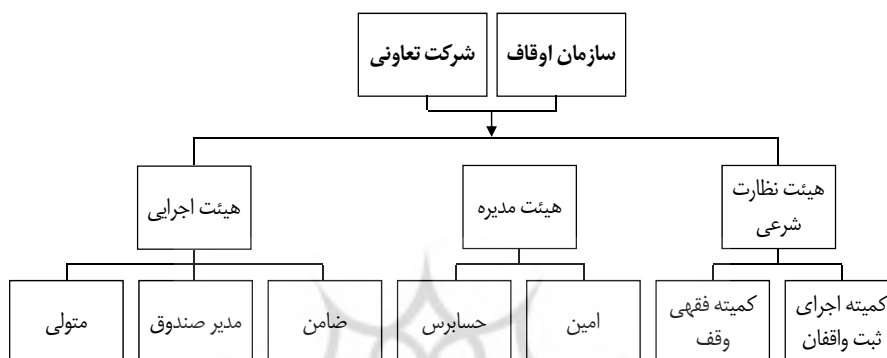 سازمان اوقاف
شرکت تعاونی
هیئت نظارت
شرعی
هیئت مدیره
هیئت اجرایی
کمیته اجرای
ثبت واقفان
کمیته فقهی
وقف
امین
حسابرس
ضامن
مدیر صندوق
متولی